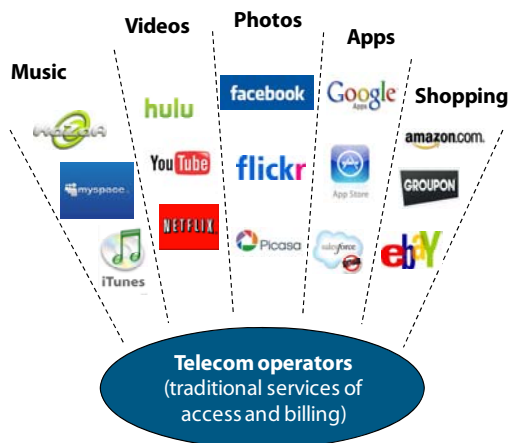 Music
Videos
Photos
Apps
Shopping
myspace
iTunes
hulu
YouTube
NETFLIX
facebook
flickr
Picasa
Google
Apps
App Store
salesforce
amazon.com
GROUPON
ebaY
Telecom operators
(traditional services of
access and billing)